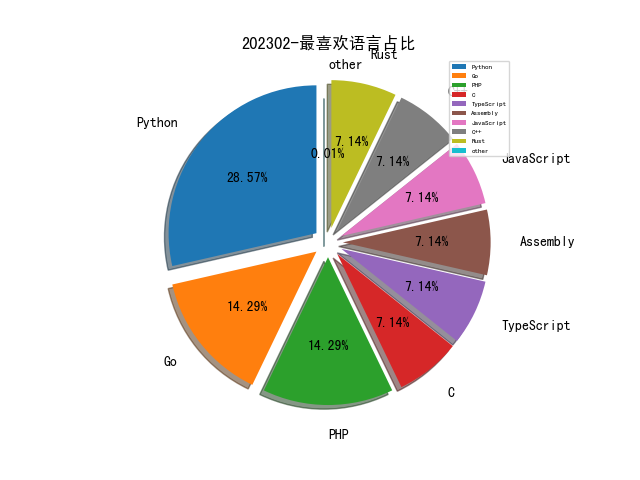 202302-最喜欢语言占比
Rust
other
Python
JavaScript
Assembly
TypeScript
C
PHP
Go
28.57%
14.29%
14.29%
7.14%
7.14%
7.14%
7.14%
7.14%
7.14%
0.01%
Python
Go
PHP
C
TypeScript
Assembly
JavaScript
C++
Rust
other